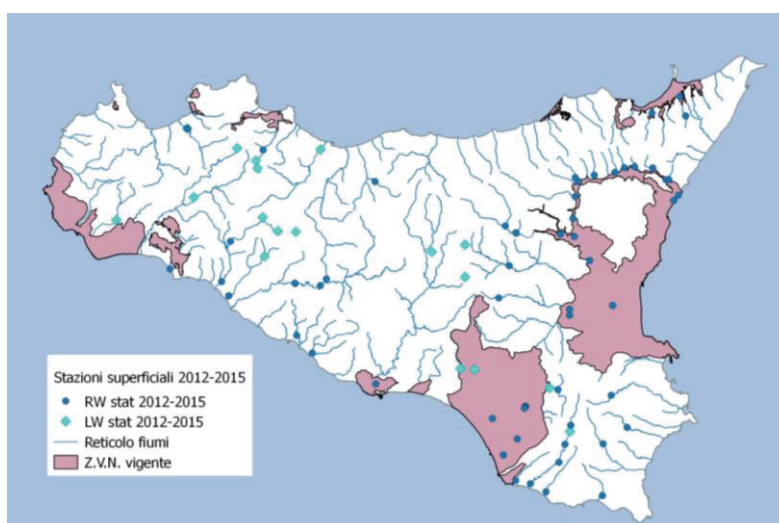 Stazioni superficiali 2012-2015
RW stat 2012-2015
LW stat 2012-2015
Reticolo fiumi
Z.V.N. vigente